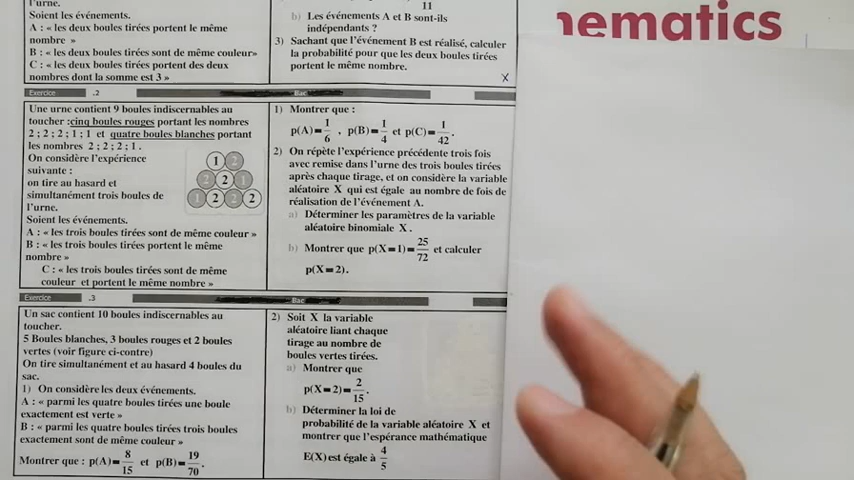 l'urne.
Soient les événements.
A : « les deux boules tirées portent le même
nombre »
B : « les deux boules tirées sont de même couleur»
C : « les deux boules tirées portent des deux
nombres dont la somme est 3 »
11
b) Les événements A et B sont-ils
indépendants ?
3) Sachant que l'événement B est réalisé, calculer
la probabilité pour que les deux boules tirées
portent le même nombre.
x
hematics
Exercice .2 Bac
Une urne contient 9 boules indiscernables au
toucher :cinq boules rouges portant les nombres
2 ; 2 ; 2 ; 1 ; 1 et quatre boules blanches portant
les nombres 2 ; 2 ; 2 ; 1 .
On considère l'expérience
suivante :
on tire au hasard et
simultanément trois boules de
l'urne.
1 2
2 2 1
1 2 2 2
Soient les événements.
A : « les trois boules tirées sont de même couleur »
B : « les trois boules tirées portent le même
nombre »
C : « les trois boules tirées sont de même
couleur et portent le même nombre »
1) Montrer que :
p(A)=1/6 , p(B)=1/4 et p(C)=1/42.
2) On répète l'expérience précédente trois fois
avec remise dans l'urne des trois boules tirées
après chaque tirage, et on considère la variable
aléatoire X qui est égale au nombre de fois de
réalisation de l'événement A.
a) Déterminer les paramètres de la variable
aléatoire binomiale X .
b) Montrer que p(X=1)=25/72 et calculer
p(X=2).
Exercice .3 Bac
Un sac contient 10 boules indiscernables au
toucher.
5 Boules blanches, 3 boules rouges et 2 boules
vertes (voir figure ci-contre)
On tire simultanément et au hasard 4 boules du
sac.
1) On considère les deux événements.
A : « parmi les quatre boules tirées une boule
exactement est verte »
B : « parmi les quatre boules tirées trois boules
exactement sont de même couleur »
Montrer que : p(A)=8/15 et p(B)=19/70.
2) Soit X la variable
aléatoire liant chaque
tirage au nombre de
boules vertes tirées.
a) Montrer que
p(X=2)=2/15.
b) Déterminer la loi de
probabilité de la variable aléatoire X et
montrer que l'espérance mathématique
E(X) est égale à 4/5